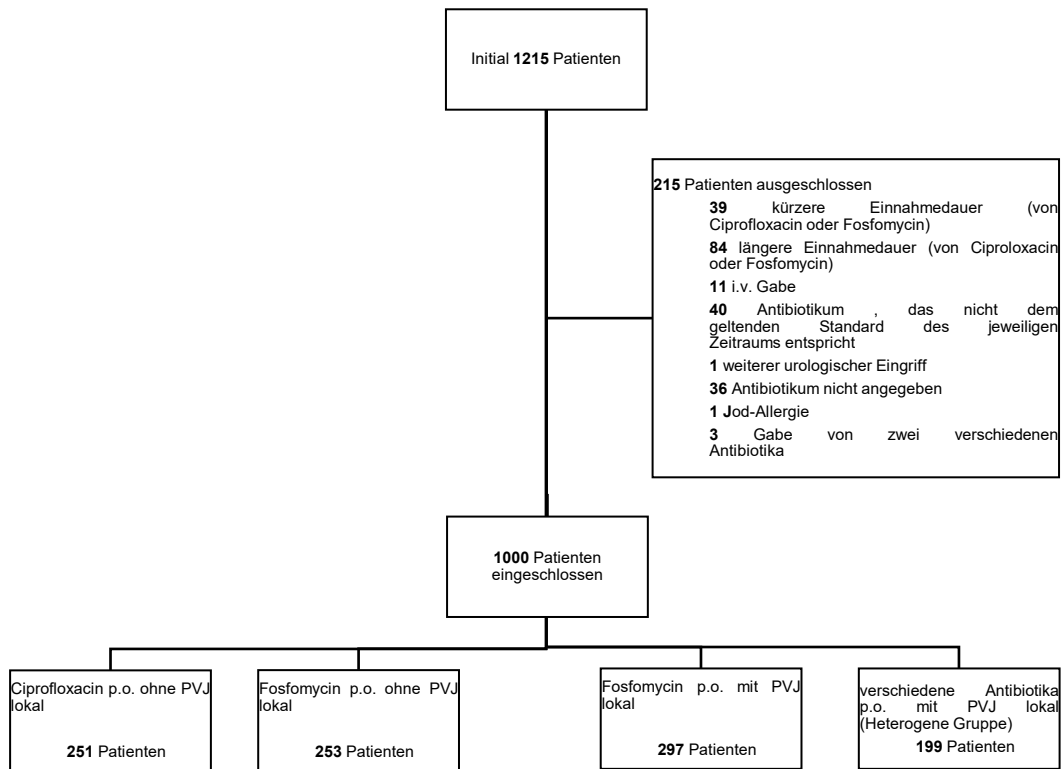 Initial 1215 Patienten
215 Patienten ausgeschlossen
39 kürzere Einnahmedauer (von
Ciprofloxacin oder Fosfomycin)
84 längere Einnahmedauer (von Ciproloxacin
oder Fosfomycin)
11 i.v. Gabe
40 Antibiotikum , das nicht dem
geltenden Standard des jeweiligen
Zeitraums entspricht
1 weiterer urologischer Eingriff
36 Antibiotikum nicht angegeben
1 Jod-Allergie
3 Gabe von zwei verschiedenen
Antibiotika
1000 Patienten
eingeschlossen
Ciprofloxacin p.o. ohne PVJ
lokal
251 Patienten
Fosfomycin p.o. ohne PVJ
lokal
253 Patienten
Fosfomycin p.o. mit PVJ
lokal
297 Patienten
verschiedene Antibiotika
p.o. mit PVJ lokal
(Heterogene Gruppe)
199 Patienten